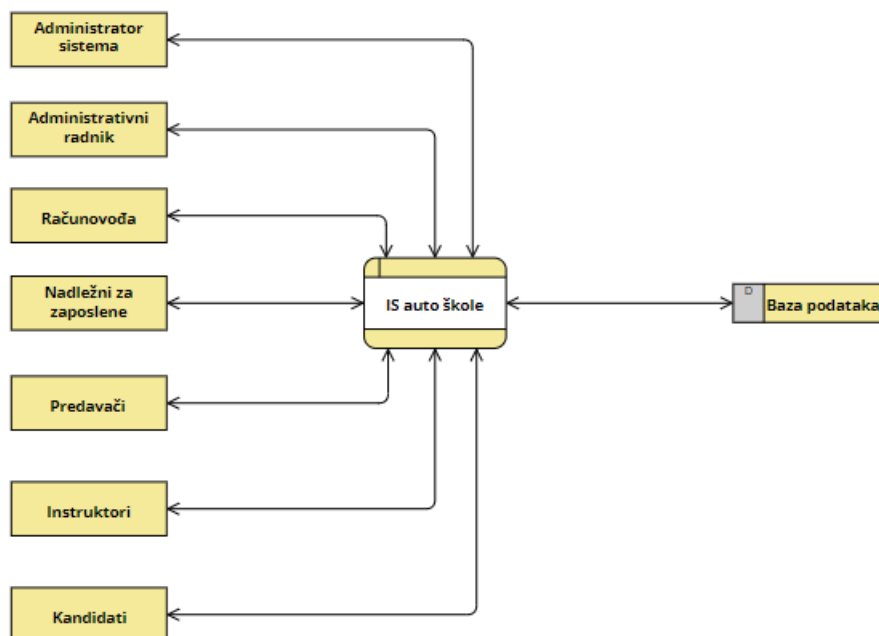 Administrator
sistema
Administrativni
radnik
Računovođa
Nadležni za
zaposlene
IS auto škole
D
Baza podataka
Predavači
Instruktori
Kandidati